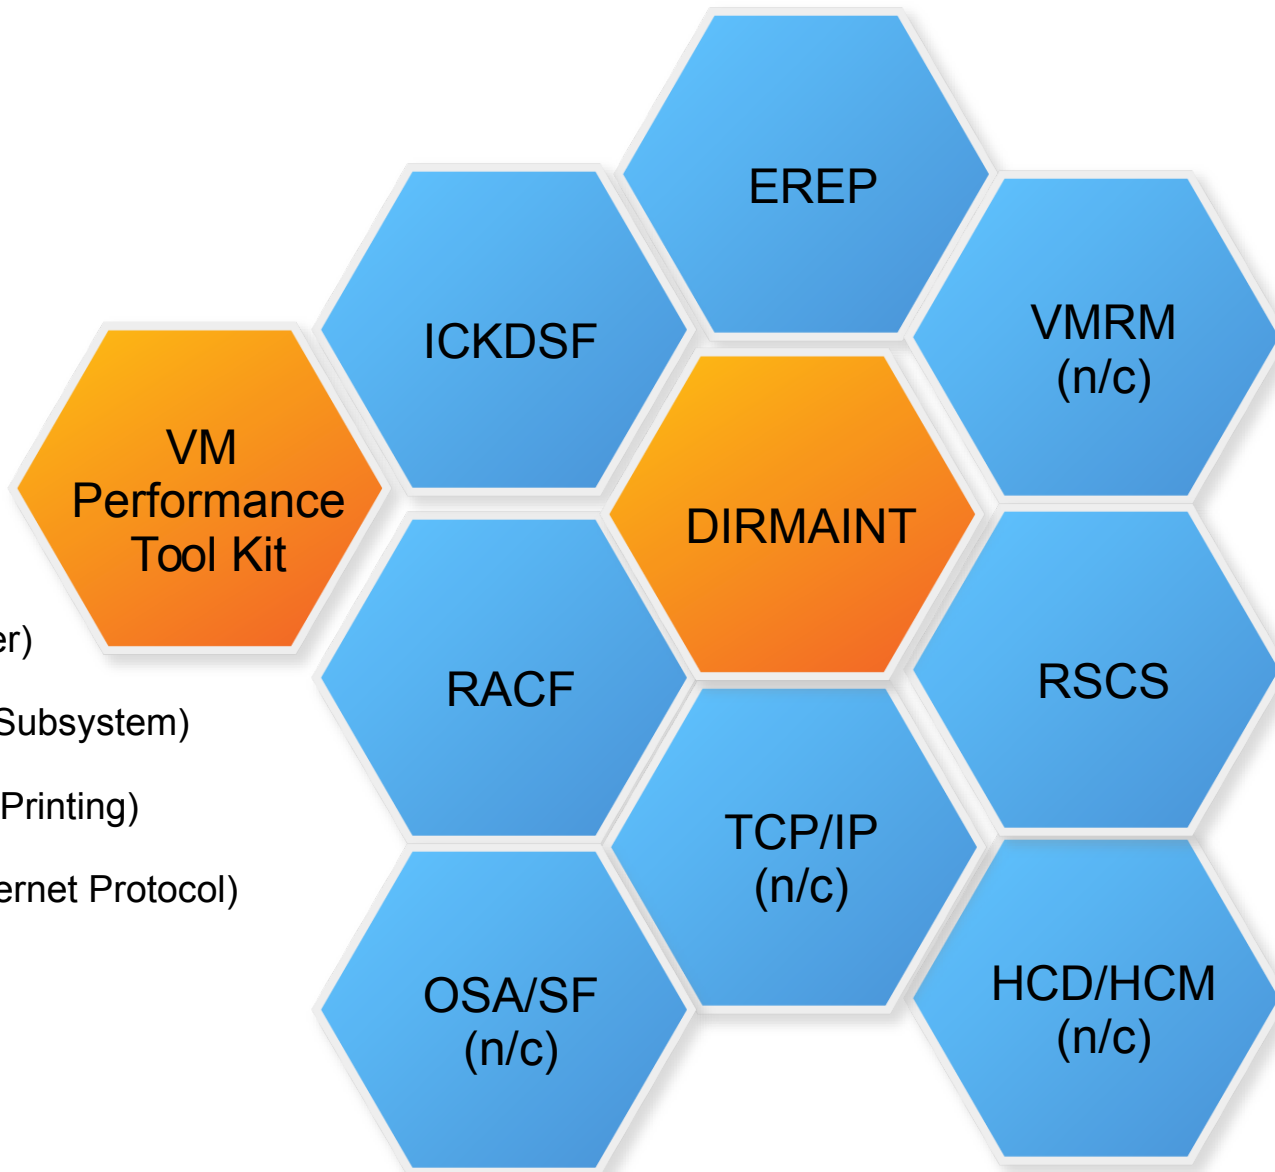 EREP
ICKDSF
VMRM
(n/c)
VM
Performance
Tool Kit
DIRMAINT
er)
RACF
RSCS
Subsystem)
Printing)
TCP/IP
(n/c)
ernet Protocol)
OSA/SF
(n/c)
HCD/HCM
(n/c)